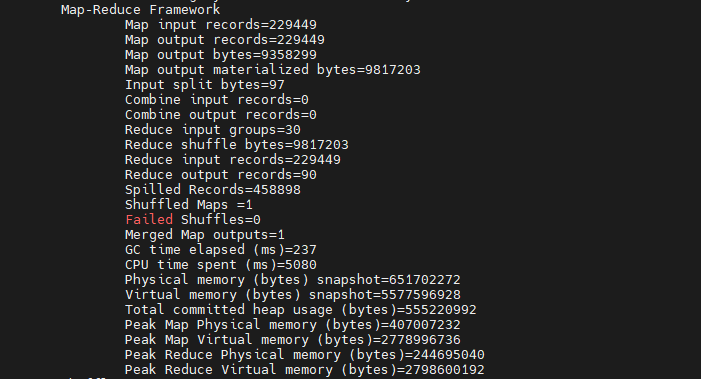 Map-Reduce Framework
Map input records=229449
Map output records=229449
Map output bytes=9358299
Map output materialized bytes=9817203
Input split bytes=97
Combine input records=0
Combine output records=0
Reduce input groups=30
Reduce shuffle bytes=9817203
Reduce input records=229449
Reduce output records=90
Spilled Records=458898
Shuffled Maps =1
Failed Shuffles=0
Merged Map outputs=1
GC time elapsed (ms)=237
CPU time spent (ms)=5080
Physical memory (bytes) snapshot=651702272
Virtual memory (bytes) snapshot=5577596928
Total committed heap usage (bytes)=555220992
Peak Map Physical memory (bytes)=407007232
Peak Map Virtual memory (bytes)=2778996736
Peak Reduce Physical memory (bytes)=244695040
Peak Reduce Virtual memory (bytes)=2798600192